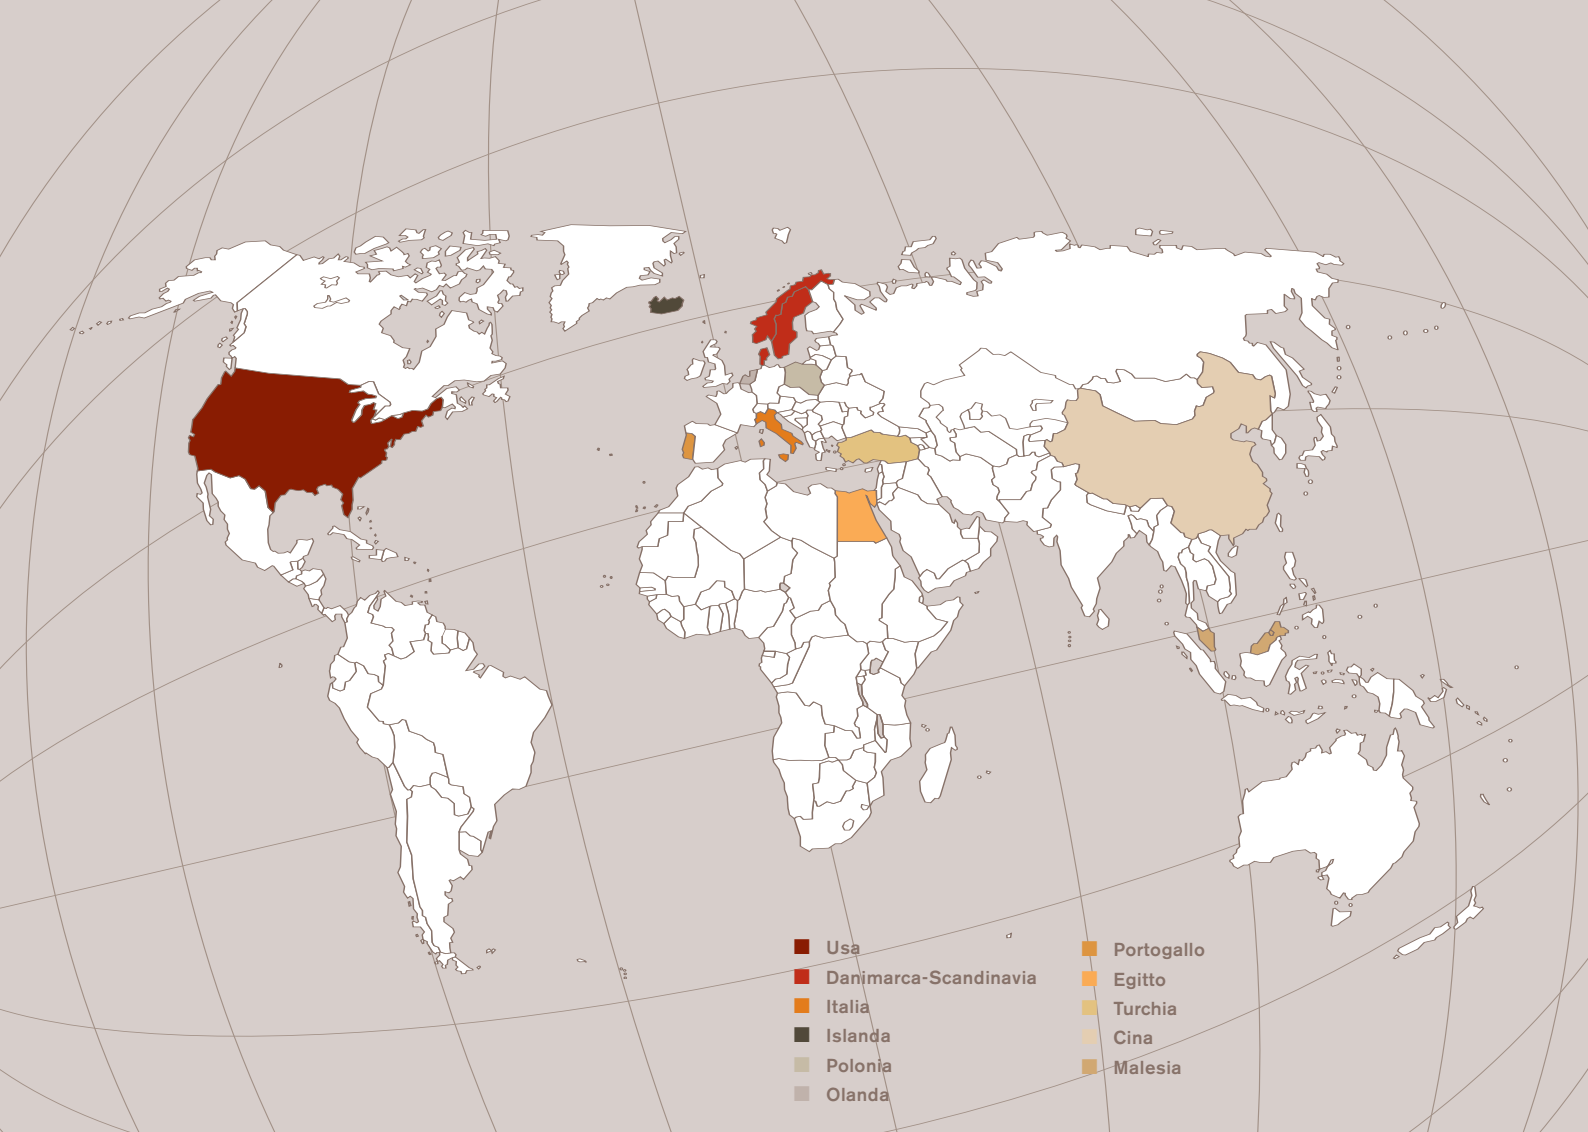 Usa
Danimarca-Scandinavia
Italia
Islanda
Polonia
Olanda
Portogallo
Egitto
Turchia
Cina
Malesia